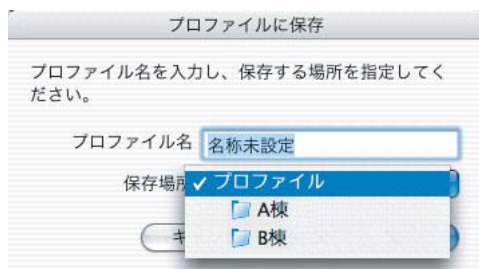 プロファイルに保存
プロファイル名を入力し、保存する場所を指定してく
ださい。
プロファイル名 名称未設定
保存場所 ✓ プロファイル
A棟
B棟
キ